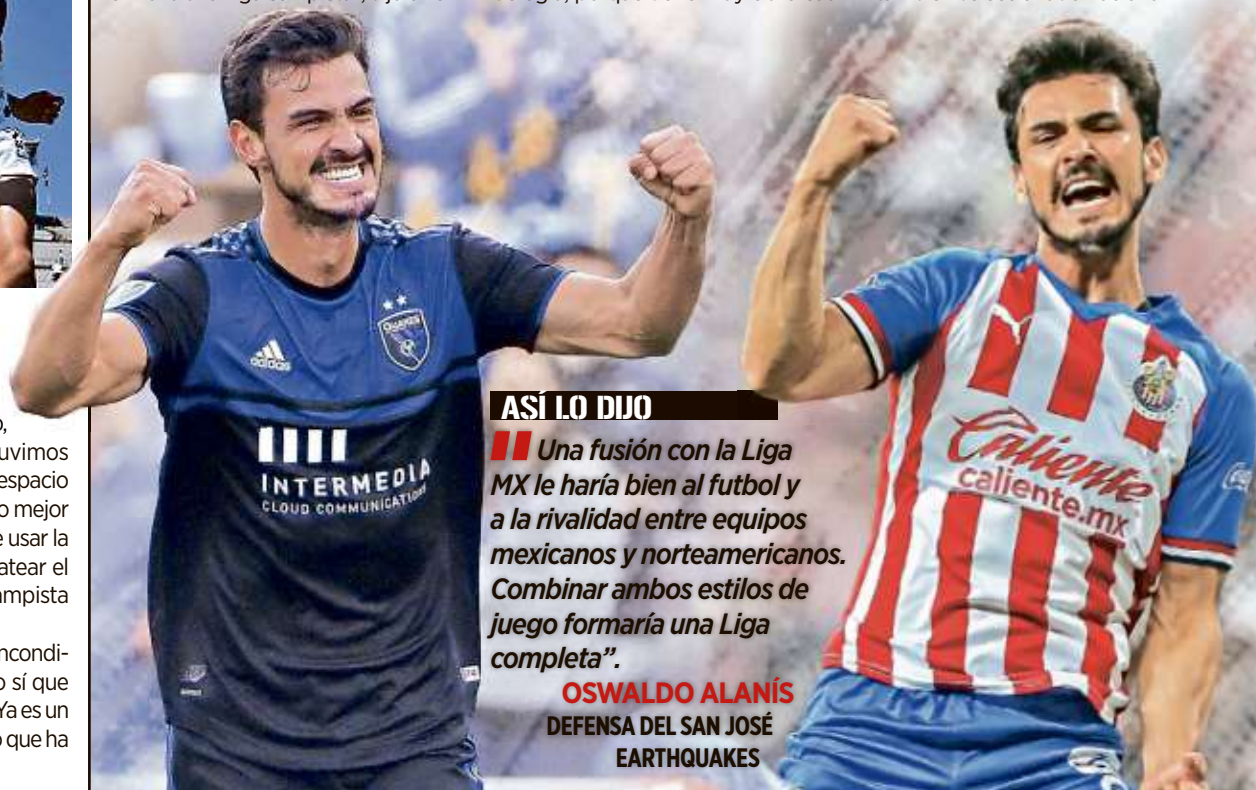 uvimos
espacio
o mejor
e usar la
atear el
ampista
ncondi-
o sí que
Ya es un
o que ha
adidas
QUAKES
INTERMEDIA
CLOUD COMMUNICATIONS
ASÍ LO DIJO
Una fusión con la Liga
MX le haría bien al futbol y
a la rivalidad entre equipos
mexicanos y norteamericanos.
Combinar ambos estilos de
juego formaría una Liga
completa”.
OSWALDO ALANÍS
DEFENSA DEL SAN JOSÉ
EARTHQUAKES
Caliente
caliente.mx